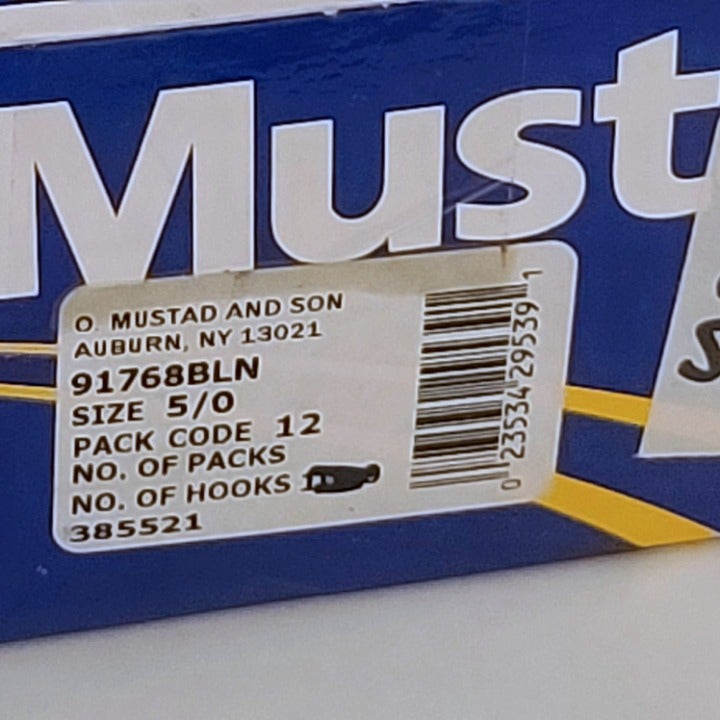 Must
O. MUSTAD AND SON
AUBURN, NY 13021
91768BLN
SIZE 5/0
PACK CODE 12
NO. OF PACKS
NO. OF HOOKS
385521
0 23534 29539 1